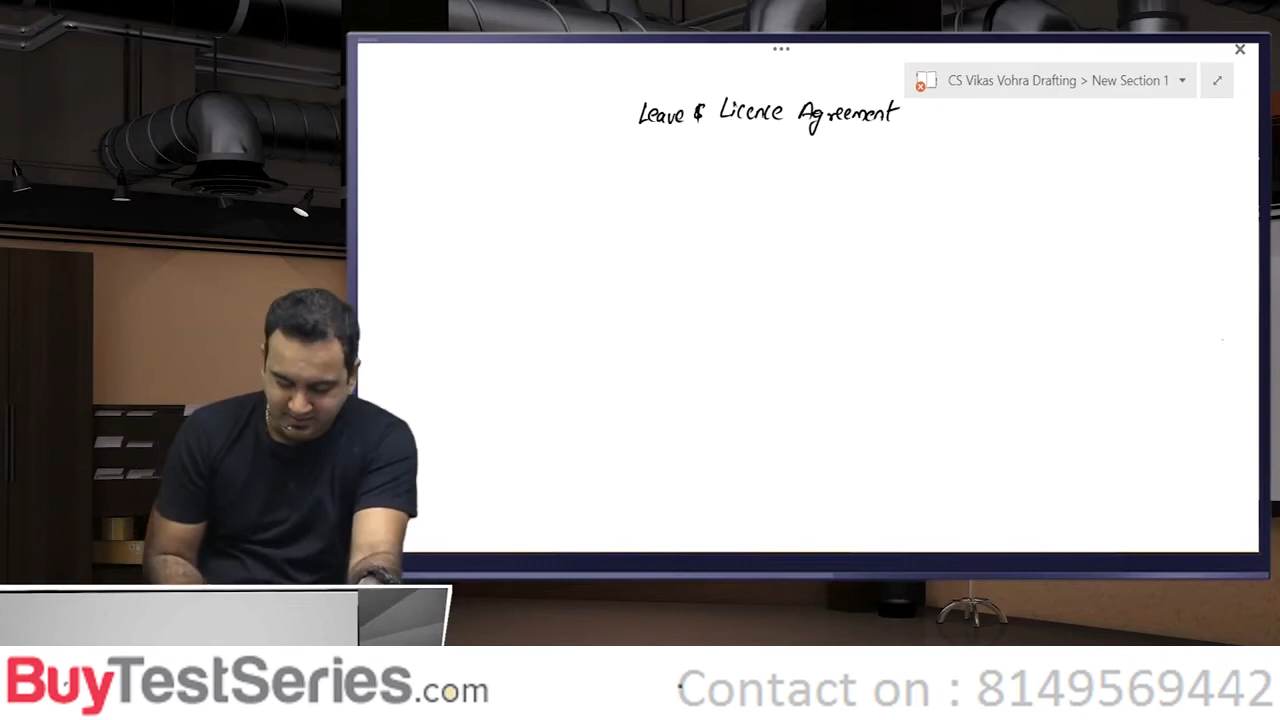 CS Vikas Vohra Drafting > New Section 1
Leave & Licence Agreement
BuyTestSeries.com
Contact on : 8149569442